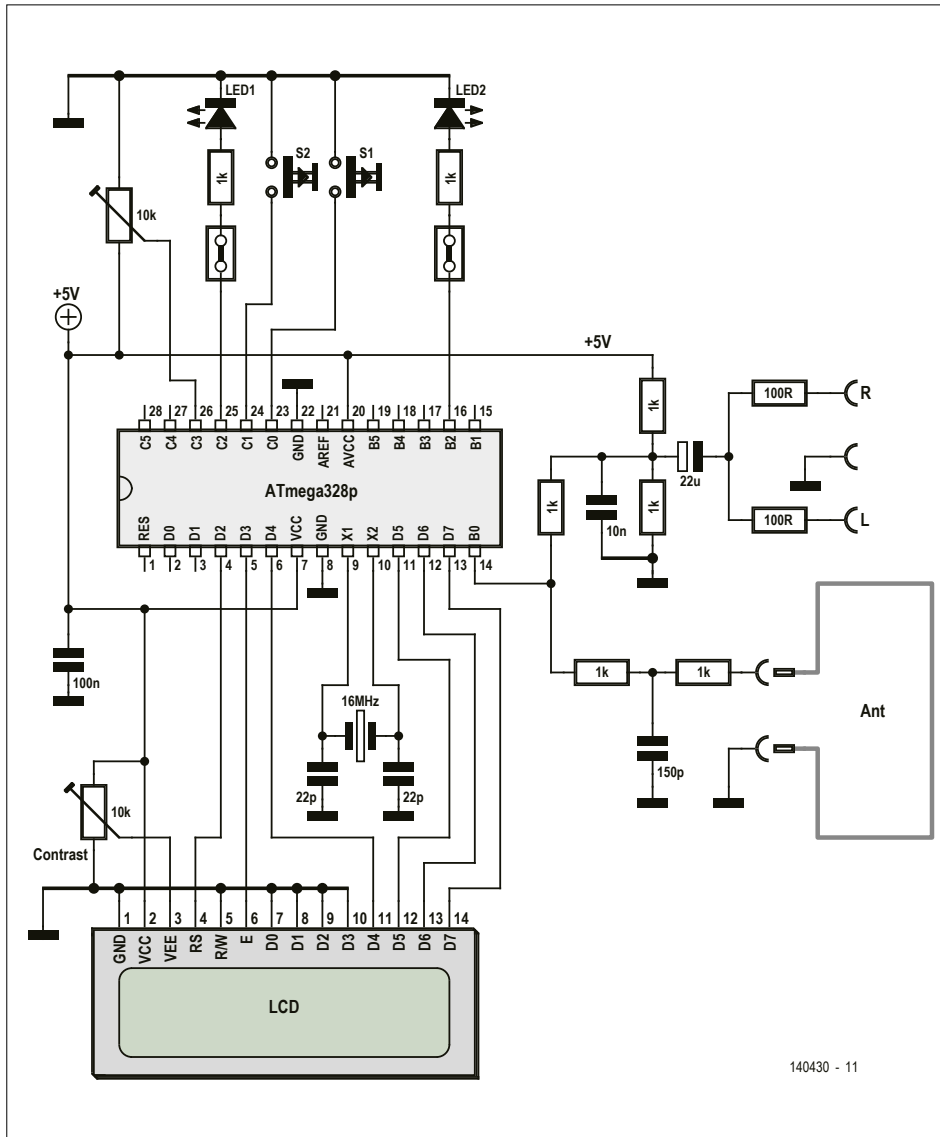 LED1
LED2
S2
S1
1k
1k
10k
+5V
+5V
1k
100R
R
28 27 26 25 24 23 22 21 20 19 18 17 16 15
C5 C4 C3 C2 C1 C0 GND AREF AVCC B5 B4 B3 B2 B1
22u
ATmega328p
1k
10n
1k
100R
L
RES D0 D1 D2 D3 D4 VCC GND X1 X2 D5 D6 D7 B0
1 2 3 4 5 6 7 8 9 10 11 12 13 14
100n
1k
1k
16MHz
Ant
150p
22p
22p
10k
Contrast
1 2 3 4 5 6 7 8 9 10 11 12 13 14
GND VCC VEE RS R/W E D0 D1 D2 D3 D4 D5 D6 D7
LCD
140430 - 11